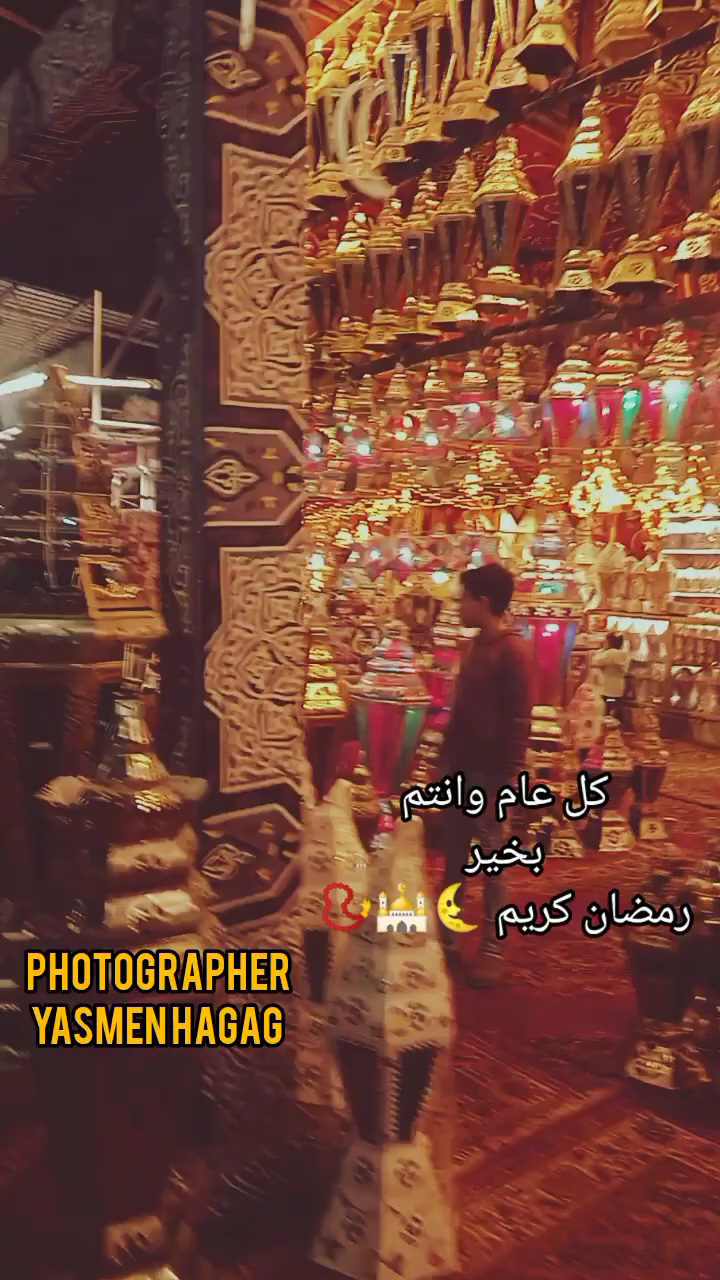 كل عام وانتم
بخير
رمضان كريم 🌜🕌📿
PHOTOGRAPHER
YASMEN HAGAG